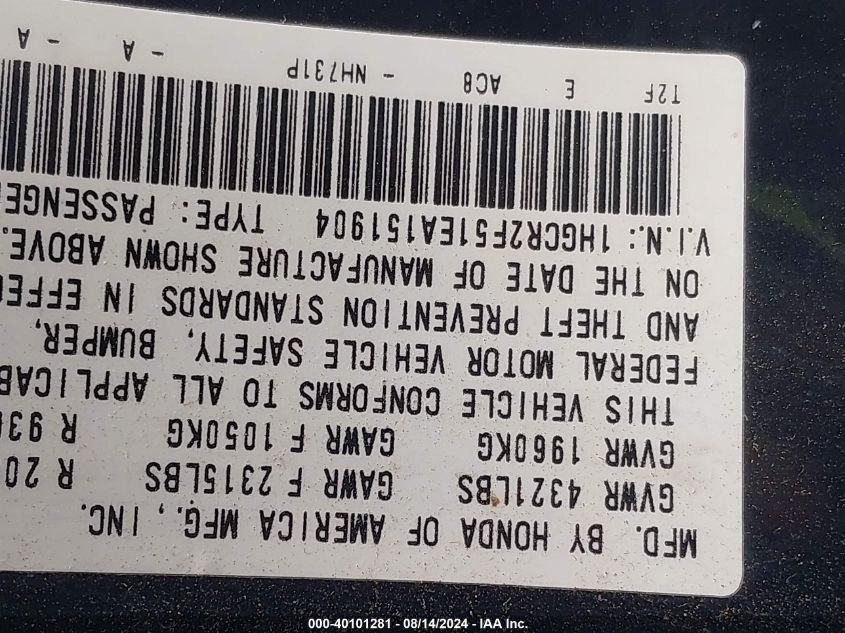 MFD. BY HONDA OF AMERICA MFG., INC.
GVWR 4321LBS GAWR F 2315LBS R 20
GVWR 1960KG GAWR F 1050KG R 93
THIS VEHICLE CONFORMS TO ALL APPLICAB
FEDERAL MOTOR VEHICLE SAFETY, BUMPER,
AND THEFT PREVENTION STANDARDS IN EFFE
ON THE DATE OF MANUFACTURE SHOWN ABOVE.
V.I.N.: 1HGCR2F51EA151904 TYPE: PASSENGE
T2F E AC8 - NH731P - A - A
000-40101281 - 08/14/2024 - IAA Inc.